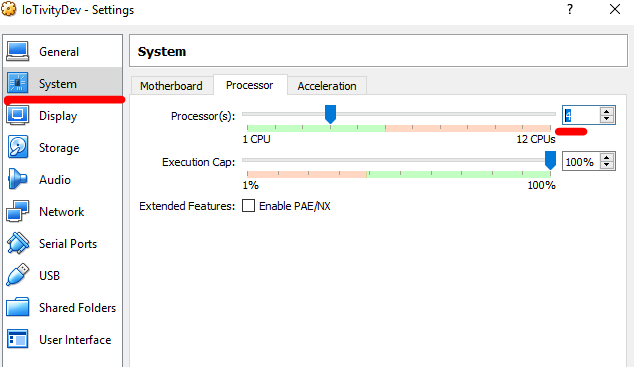 IoTivityDev - Settings
?
General
System
Display
Storage
Audio
Network
Serial Ports
USB
Shared Folders
User Interface
System
Motherboard Processor Acceleration
Processor(s): 4
1 CPU 12 CPUs
Execution Cap: 100%
1% 100%
Extended Features: Enable PAE/NX